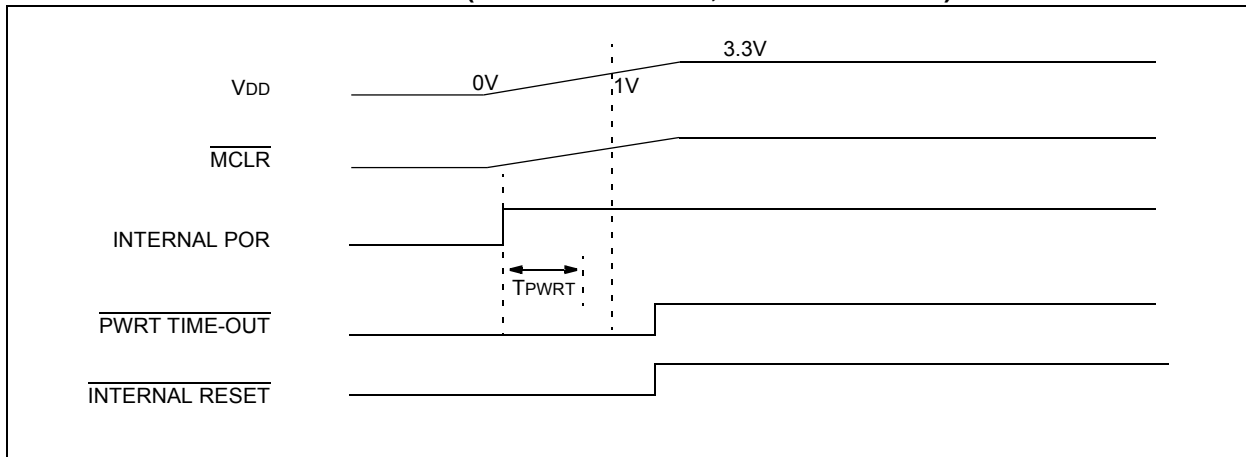 3.3V
VDD 0V 1V
MCLR
INTERNAL POR
TPWRT
PWRT TIME-OUT
INTERNAL RESET